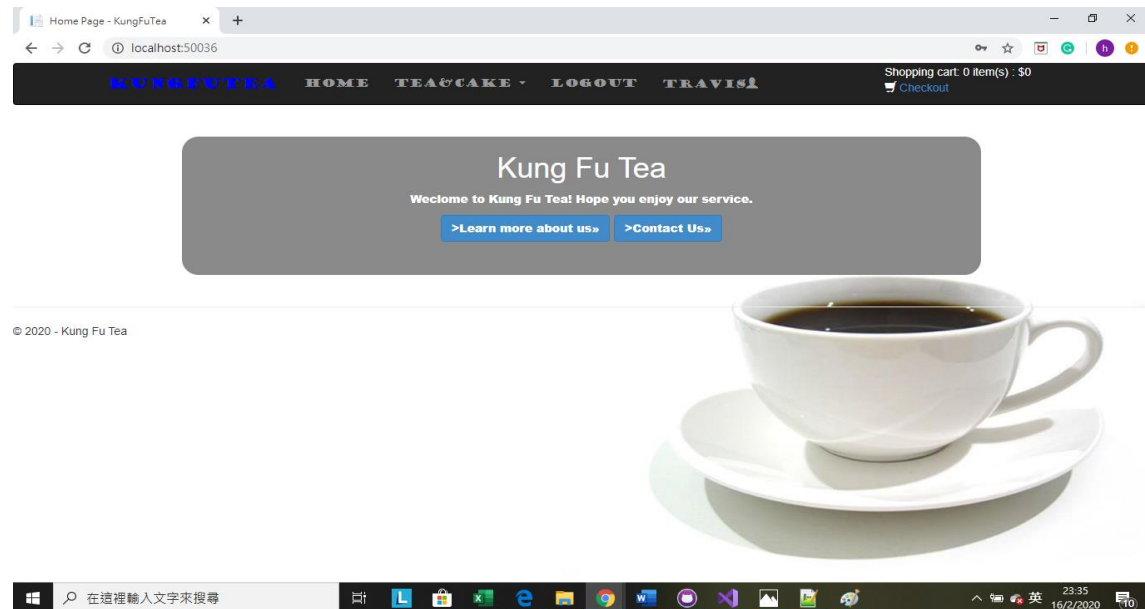 Home Page - KungFuTea
localhost:50036
h
KUNGFUTEA HOME TEA&CAKE LOGOUT TRAVIS
Shopping cart: 0 item(s) : $0
Checkout
Kung Fu Tea
Weclome to Kung Fu Tea! Hope you enjoy our service.
>Learn more about us» >Contact Us»
© 2020 - Kung Fu Tea
在這裡輸入文字來搜尋
英
23:35
16/2/2020